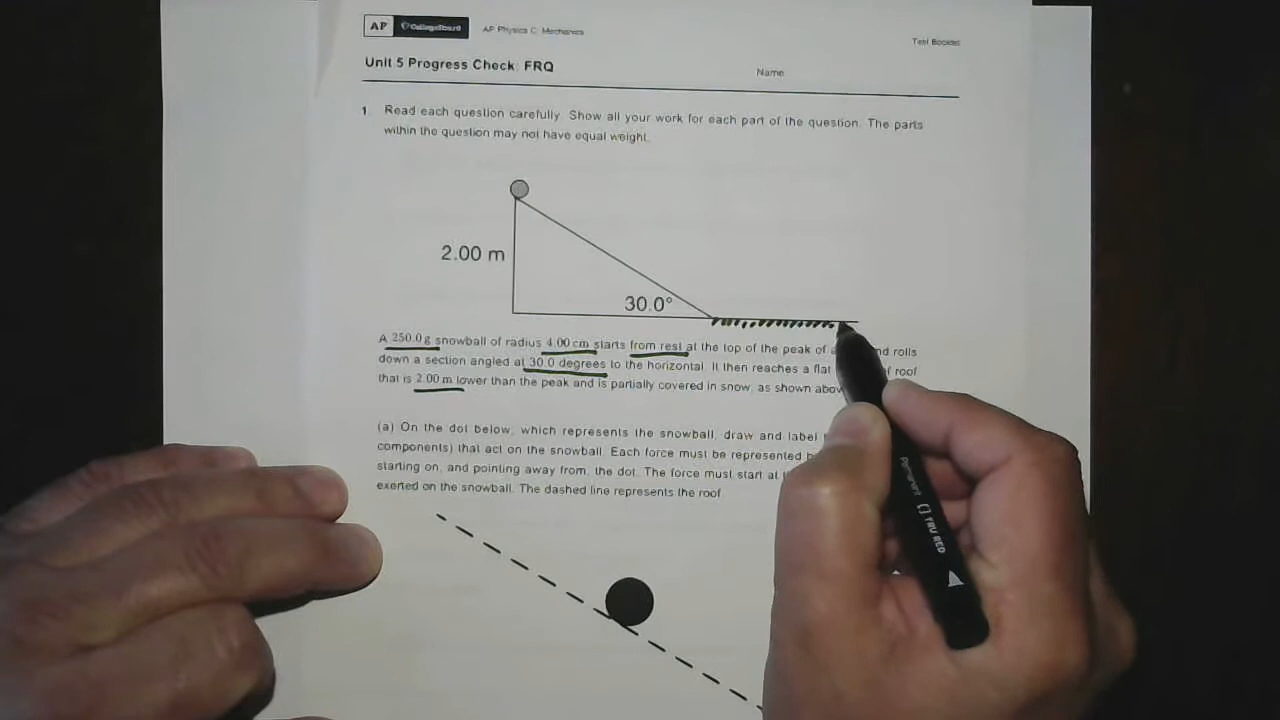 AP CollegeBoard AP Physics C: Mechanics
Test Booklet
Unit 5 Progress Check: FRQ
Name
1. Read each question carefully. Show all your work for each part of the question. The parts
within the question may not have equal weight.
2.00 m
30.0°
A 250.0 g snowball of radius 4.00 cm starts from rest at the top of the peak of a nd rolls
down a section angled at 30.0 degrees to the horizontal. It then reaches a flat roof
that is 2.00 m lower than the peak and is partially covered in snow, as shown abov
(a) On the dot below, which represents the snowball, draw and label
components) that act on the snowball. Each force must be represented b
starting on, and pointing away from, the dot. The force must start at
exerted on the snowball. The dashed line represents the roof
Permanent TRU RED